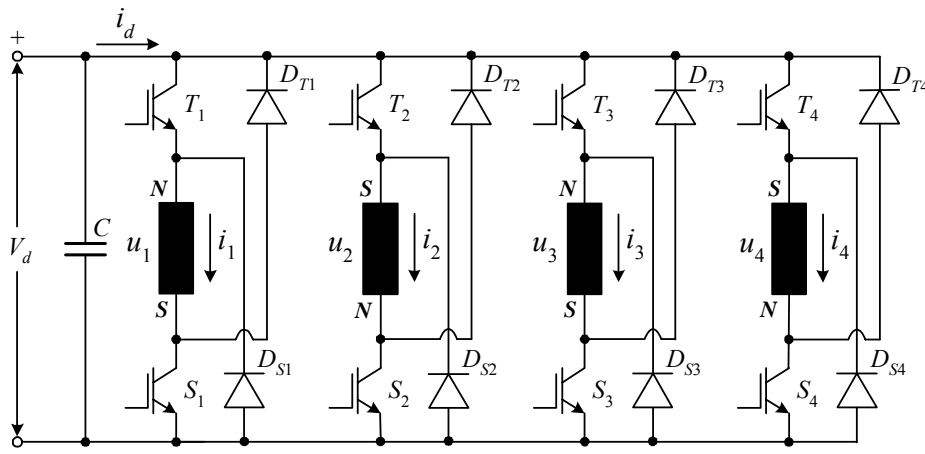 +
i_d
D_T1
D_T2
D_T3
D_T4
T_1
T_2
T_3
T_4
N
S
N
S
C
V_d
u_1
i_1
u_2
i_2
u_3
i_3
u_4
i_4
S
N
S
N
D_S1
D_S2
D_S3
D_S4
S_1
S_2
S_3
S_4